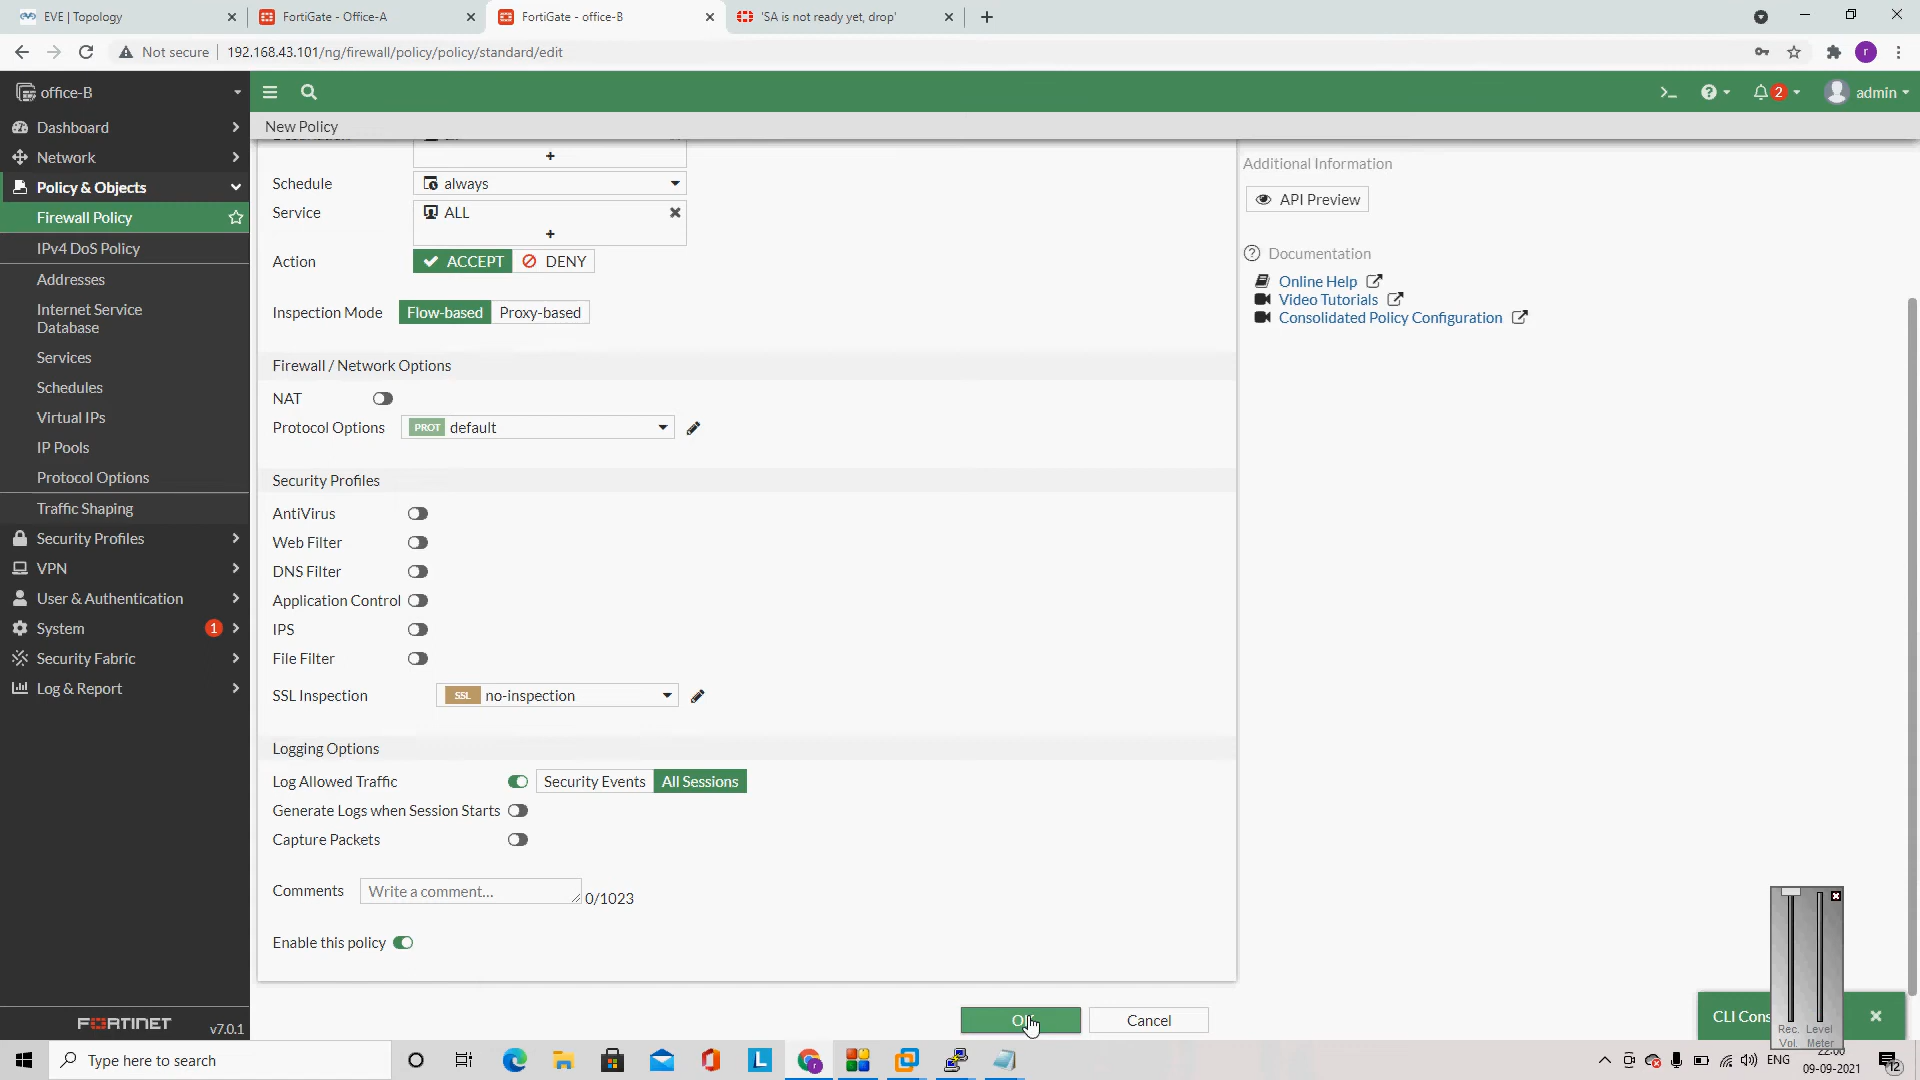 EVE | Topology
FortiGate - Office-A
FortiGate - office-B
'SA is not ready yet, drop'
Not secure
192.168.43.101/ng/firewall/policy/policy/standard/edit
r
office-B
2
admin
Dashboard
Network
Policy & Objects
Firewall Policy
IPv4 DoS Policy
Addresses
Internet Service
Database
Services
Schedules
Virtual IPs
IP Pools
Protocol Options
Traffic Shaping
Security Profiles
VPN
User & Authentication
System
1
Security Fabric
Log & Report
FORTINET
v7.0.1
New Policy
Schedule
always
Service
ALL
Action
ACCEPT
DENY
Inspection Mode
Flow-based
Proxy-based
Firewall / Network Options
NAT
Protocol Options
PROT
default
Security Profiles
AntiVirus
Web Filter
DNS Filter
Application Control
IPS
File Filter
SSL Inspection
SSL
no-inspection
Logging Options
Log Allowed Traffic
Security Events
All Sessions
Generate Logs when Session Starts
Capture Packets
Comments
Write a comment...
0/1023
Enable this policy
Cancel
Additional Information
API Preview
Documentation
Online Help
Video Tutorials
Consolidated Policy Configuration
CLI Cons
Rec. Level
Vol. Meter
Type here to search
L
ENG
22:00
09-09-2021
12